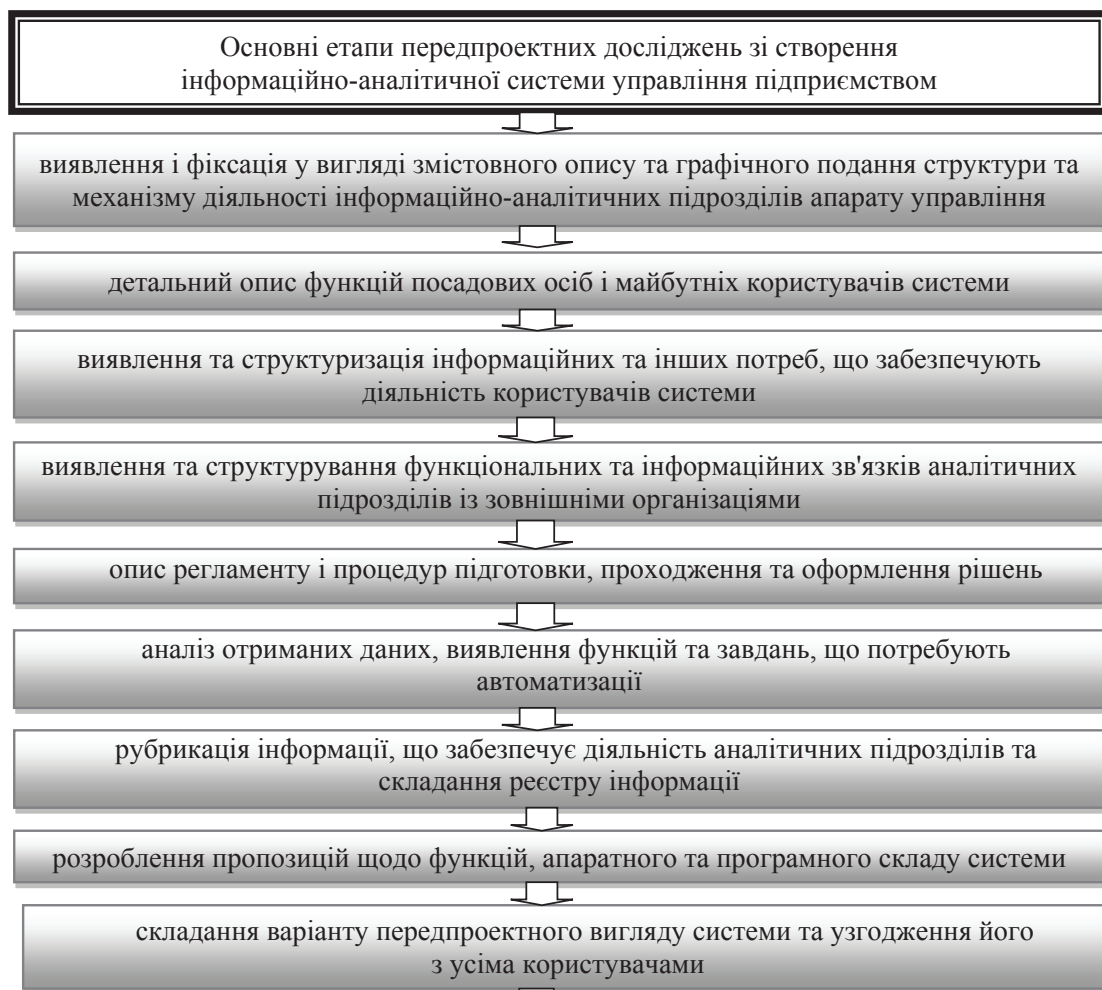 Основні етапи передпроектних досліджень зі створення
інформаційно-аналітичної системи управління підприємством
виявлення і фіксація у вигляді змістовного опису та графічного подання структури та
механізму діяльності інформаційно-аналітичних підрозділів апарату управління
детальний опис функцій посадових осіб і майбутніх користувачів системи
виявлення та структуризація інформаційних та інших потреб, що забезпечують
діяльність користувачів системи
виявлення та структурування функціональних та інформаційних зв'язків аналітичних
підрозділів із зовнішніми організаціями
опис регламенту і процедур підготовки, проходження та оформлення рішень
аналіз отриманих даних, виявлення функцій та завдань, що потребують
автоматизації
рубрикація інформації, що забезпечує діяльність аналітичних підрозділів та
складання реєстру інформації
розроблення пропозицій щодо функцій, апаратного та програмного складу системи
складання варіанту передпроектного вигляду системи та узгодження його
з усіма користувачами